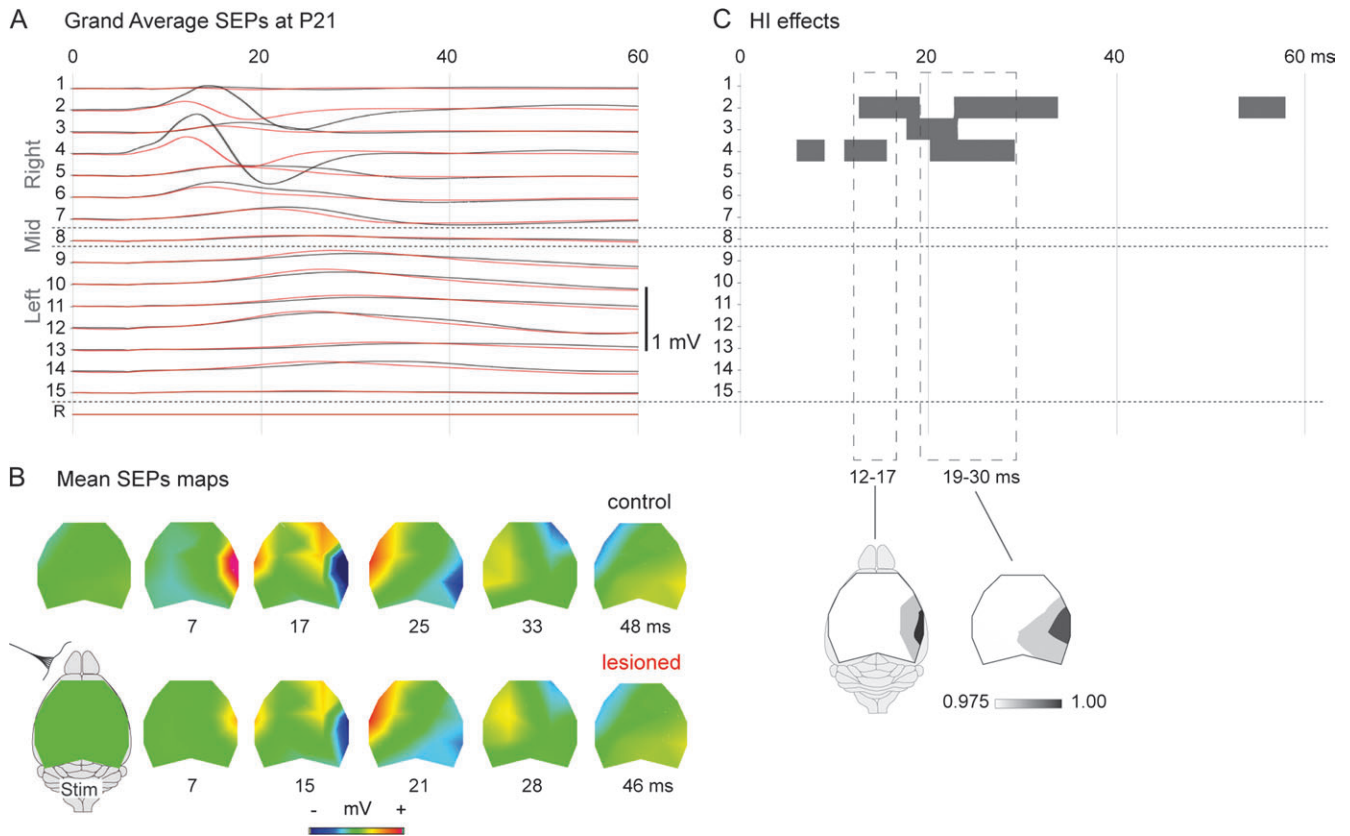 A Grand Average SEPs at P21
0 20 40 60
1
2
3
4
5
6
7
8
9
10
11
12
13
14
15
R
Right
Mid
Left
1 mV
C HI effects
0 20 60 ms
1
2
3
4
5
6
7
8
9
10
11
12
13
14
15
12-17 19-30 ms
0.975 1.00
B Mean SEPs maps
control
7 17 25 33 48 ms
lesioned
Stim
7 15 21 28 46 ms
- mV +